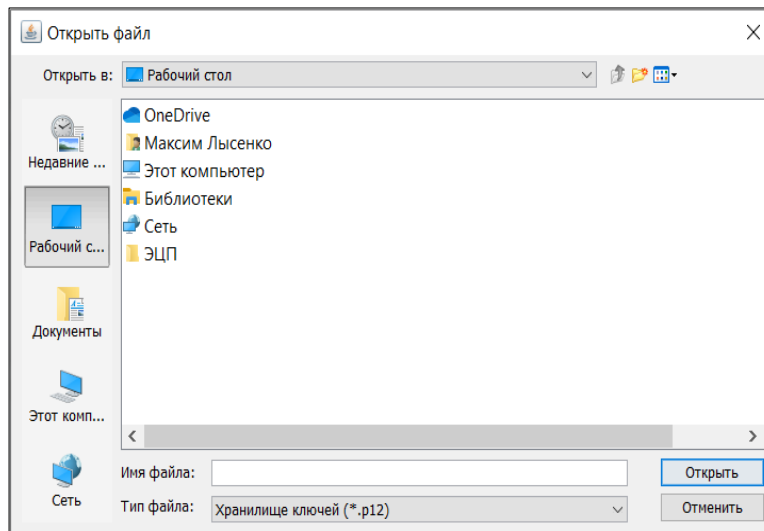 Открыть файл
Открыть в:
Рабочий стол
Недавние ...
Рабочий с...
Документы
Этот комп...
Сеть
OneDrive
Максим Лысенко
Этот компьютер
Библиотеки
Сеть
ЭЦП
Имя файла:
Открыть
Тип файла:
Хранилище ключей (*.p12)
Отменить